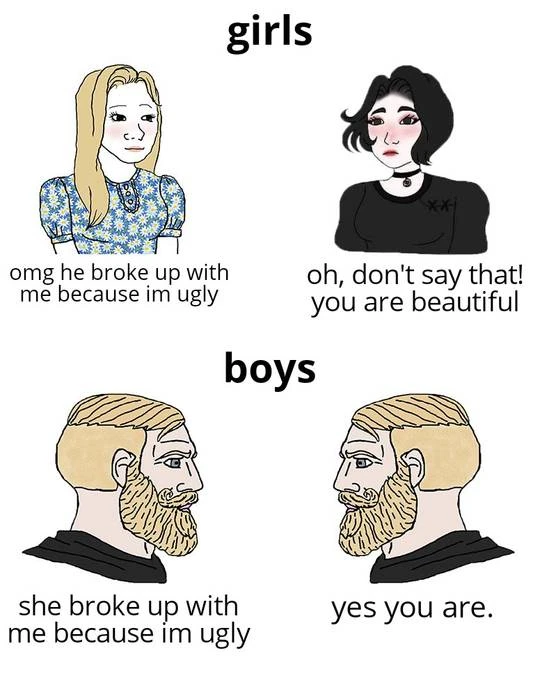 girls
omg he broke up with
me because im ugly
oh, don't say that!
you are beautiful
boys
she broke up with
me because im ugly
yes you are.